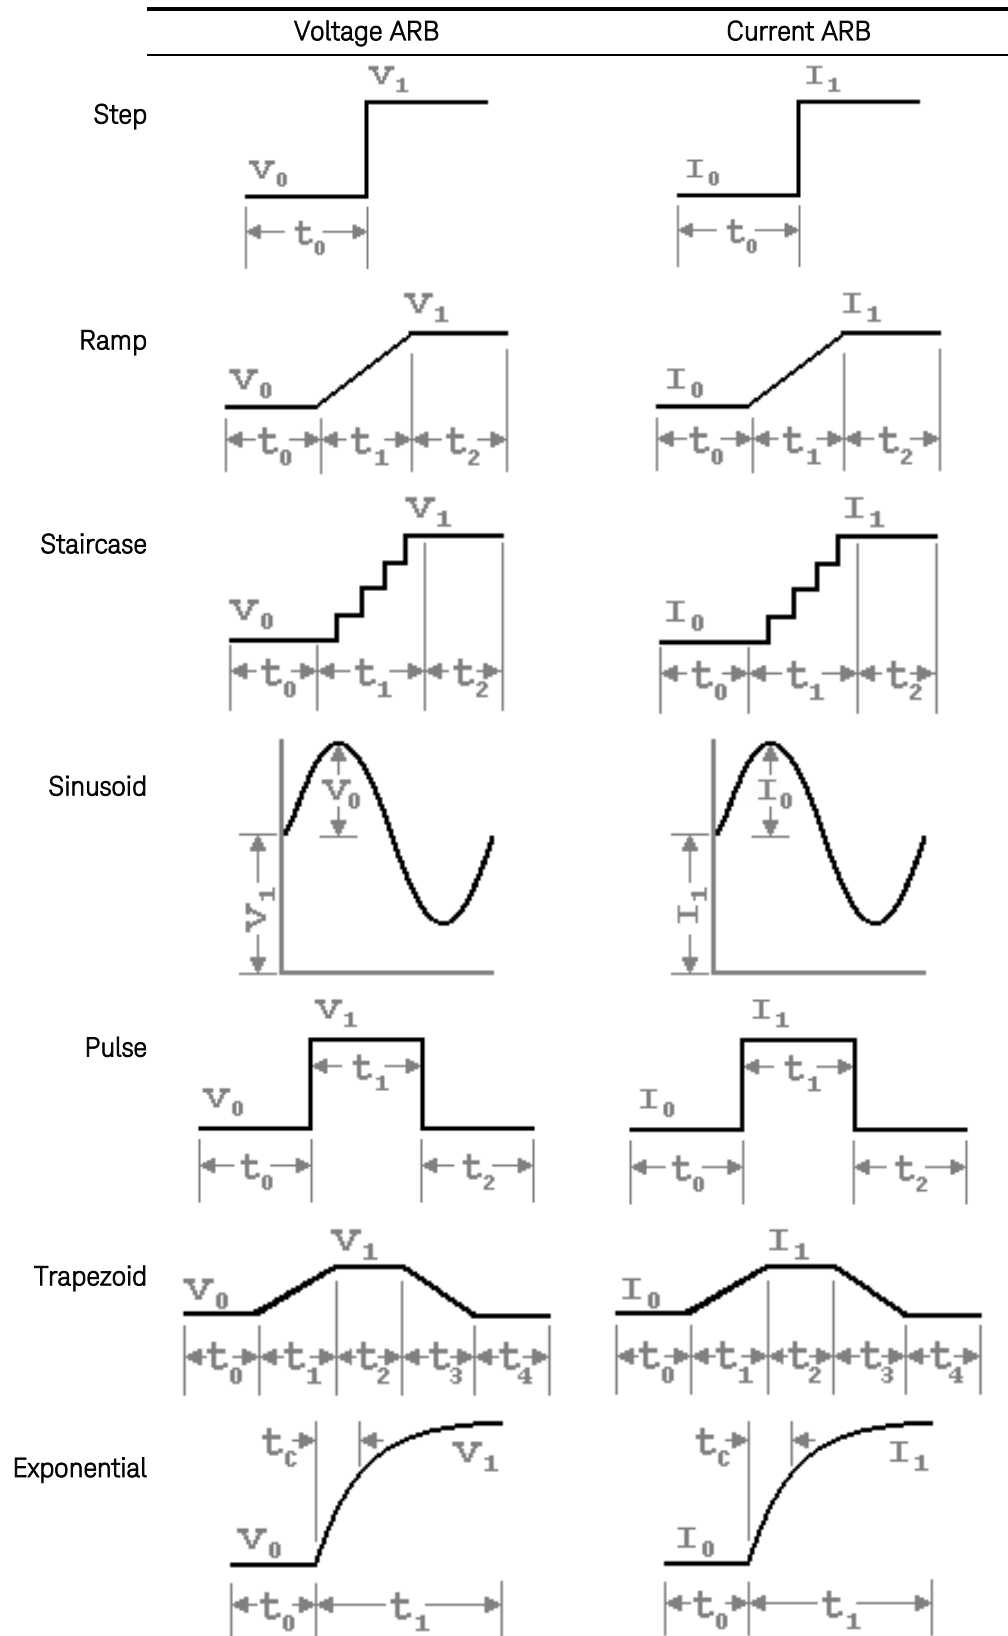 Voltage ARB Current ARB
Step
V1 I1
V0 I0
t0 t0
Ramp
V1 I1
V0 I0
t0 t1 t2 t0 t1 t2
Staircase
V1 I1
V0 I0
t0 t1 t2 t0 t1 t2
Sinusoid
V0 I0
V1 I1
Pulse
V1 I1
t1 t1
V0 I0
t0 t2 t0 t2
Trapezoid
V1 I1
V0 I0
t0 t1 t2 t3 t4 t0 t1 t2 t3 t4
Exponential
tC tC
V1 I1
V0 I0
t0 t1 t0 t1